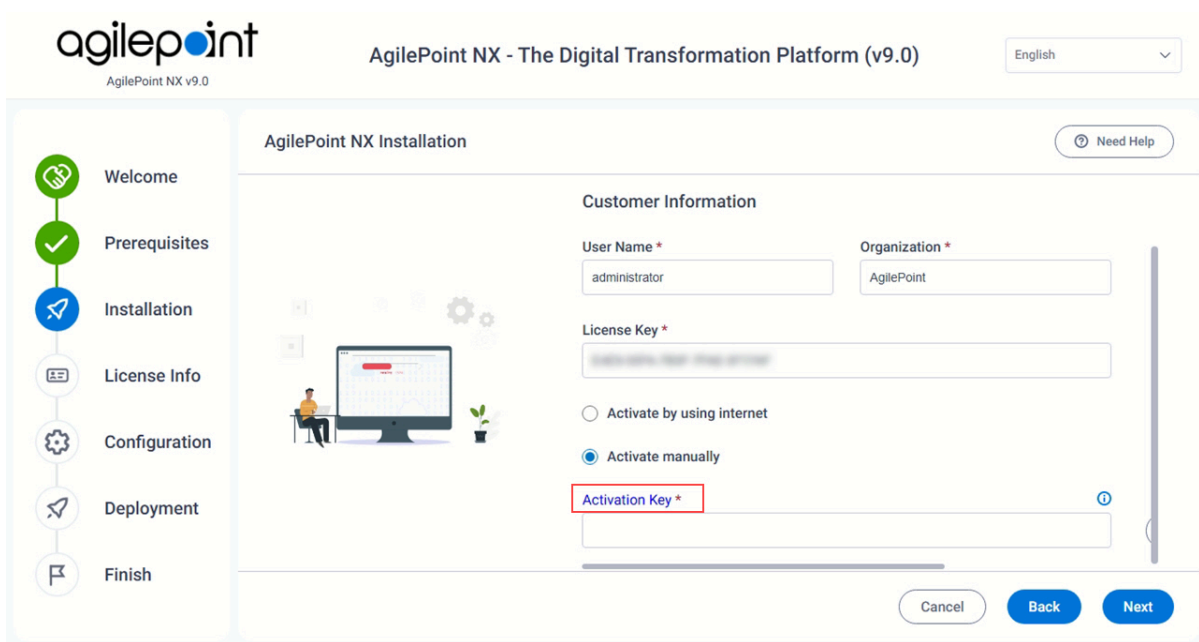 agilepoint
AgilePoint NX v9.0
AgilePoint NX - The Digital Transformation Platform (v9.0)
English
Welcome
Prerequisites
Installation
License Info
Configuration
Deployment
Finish
AgilePoint NX Installation
Need Help
Customer Information
User Name *
Organization *
administrator
AgilePoint
License Key *
Activate by using internet
Activate manually
Activation Key *
Cancel
Back
Next